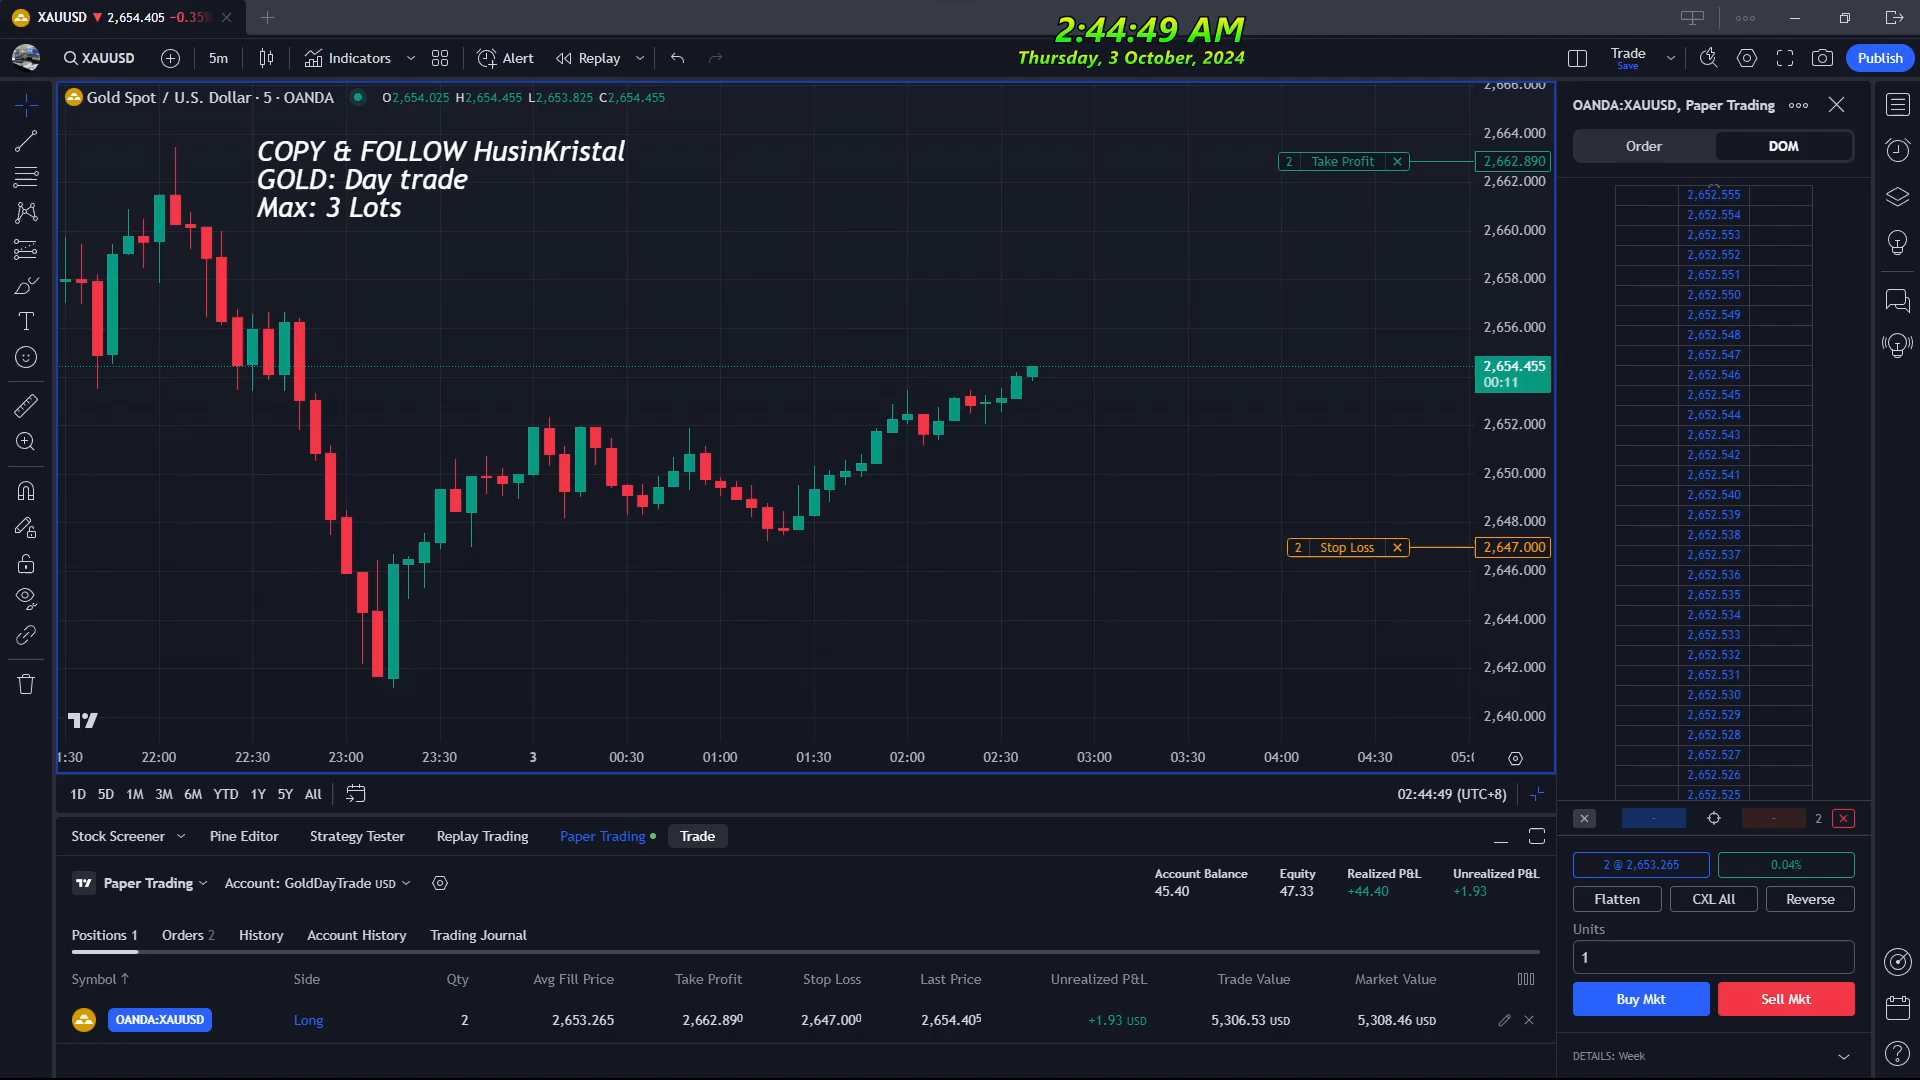 XAUUSD ▼ 2,654.405 −0.35%
2:44:49 AM
Thursday, 3 October, 2024
XAUUSD
5m
Indicators
Alert
Replay
Trade
Save
Publish
Gold Spot / U.S. Dollar · 5 · OANDA
O2,654.025 H2,654.455 L2,653.825 C2,654.455
COPY & FOLLOW HusinKristal
GOLD: Day trade
Max: 3 Lots
2 Take Profit
2 Stop Loss
2,666.000
2,664.000
2,662.890
2,662.000
2,660.000
2,658.000
2,656.000
2,654.455
00:11
2,652.000
2,650.000
2,648.000
2,647.000
2,646.000
2,644.000
2,642.000
2,640.000
1:30 22:00 22:30 23:00 23:30 3 00:30 01:00 01:30 02:00 02:30 03:00 03:30 04:00 04:30 05:0
1D 5D 1M 3M 6M YTD 1Y 5Y All
02:44:49 (UTC+8)
OANDA:XAUUSD, Paper Trading
Order DOM
2,652.555
2,652.554
2,652.553
2,652.552
2,652.551
2,652.550
2,652.549
2,652.548
2,652.547
2,652.546
2,652.545
2,652.544
2,652.543
2,652.542
2,652.541
2,652.540
2,652.539
2,652.538
2,652.537
2,652.536
2,652.535
2,652.534
2,652.533
2,652.532
2,652.531
2,652.530
2,652.529
2,652.528
2,652.527
2,652.526
2,652.525
- - 2
2 @ 2,653.265 0.04%
Flatten CXL All Reverse
Units
1
Buy Mkt Sell Mkt
DETAILS: Week
Stock Screener Pine Editor Strategy Tester Replay Trading Paper Trading Trade
Paper Trading Account: GoldDayTrade USD
Account Balance Equity Realized P&L Unrealized P&L
45.40 47.33 +44.40 +1.93
Positions 1 Orders 2 History Account History Trading Journal
Symbol ↑ Side Qty Avg Fill Price Take Profit Stop Loss Last Price Unrealized P&L Trade Value Market Value
OANDA:XAUUSD Long 2 2,653.265 2,662.890 2,647.000 2,654.405 +1.93 USD 5,306.53 USD 5,308.46 USD